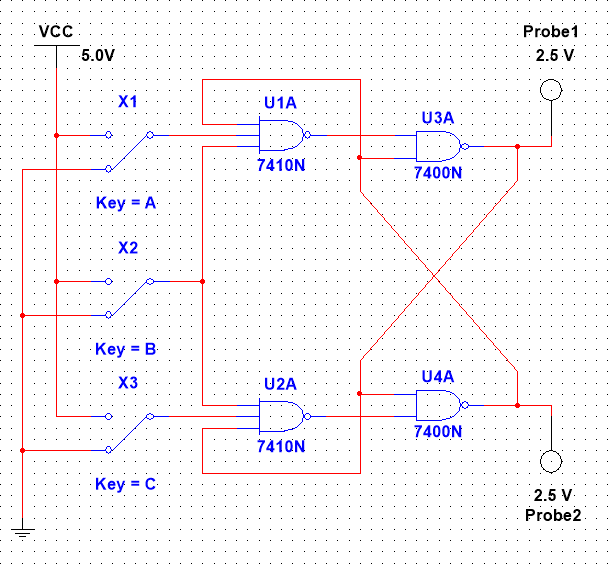 VCC
5.0V
Probe1
2.5 V
X1
U1A
U3A
7410N
7400N
Key = A
X2
Key = B
X3
U2A
U4A
7410N
7400N
Key = C
2.5 V
Probe2